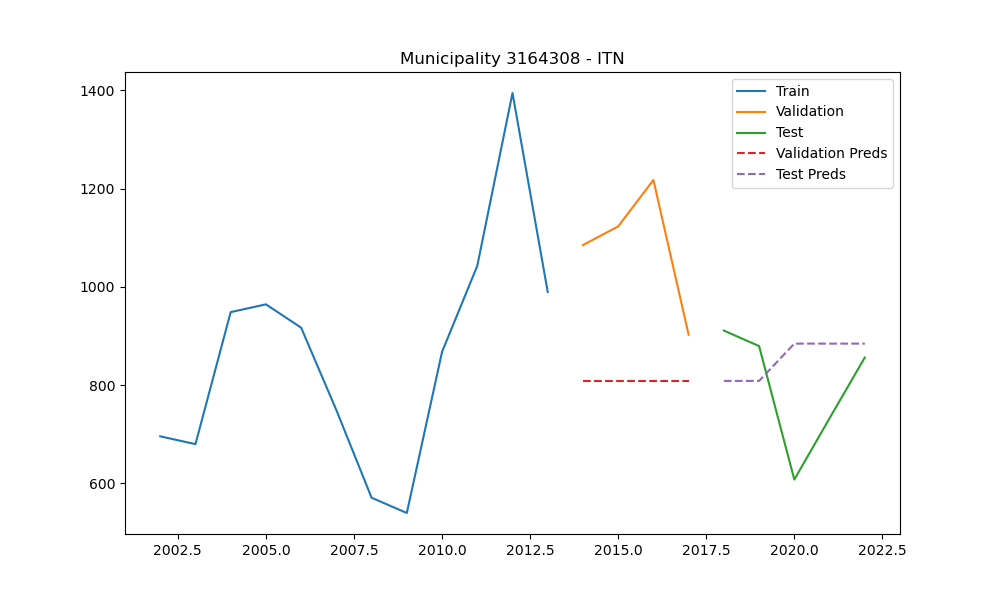 Municipality 3164308 - ITN
1400
1200
1000
800
600
Train
Validation
Test
Validation Preds
Test Preds
2002.5 2005.0 2007.5 2010.0 2012.5 2015.0 2017.5 2020.0 2022.5